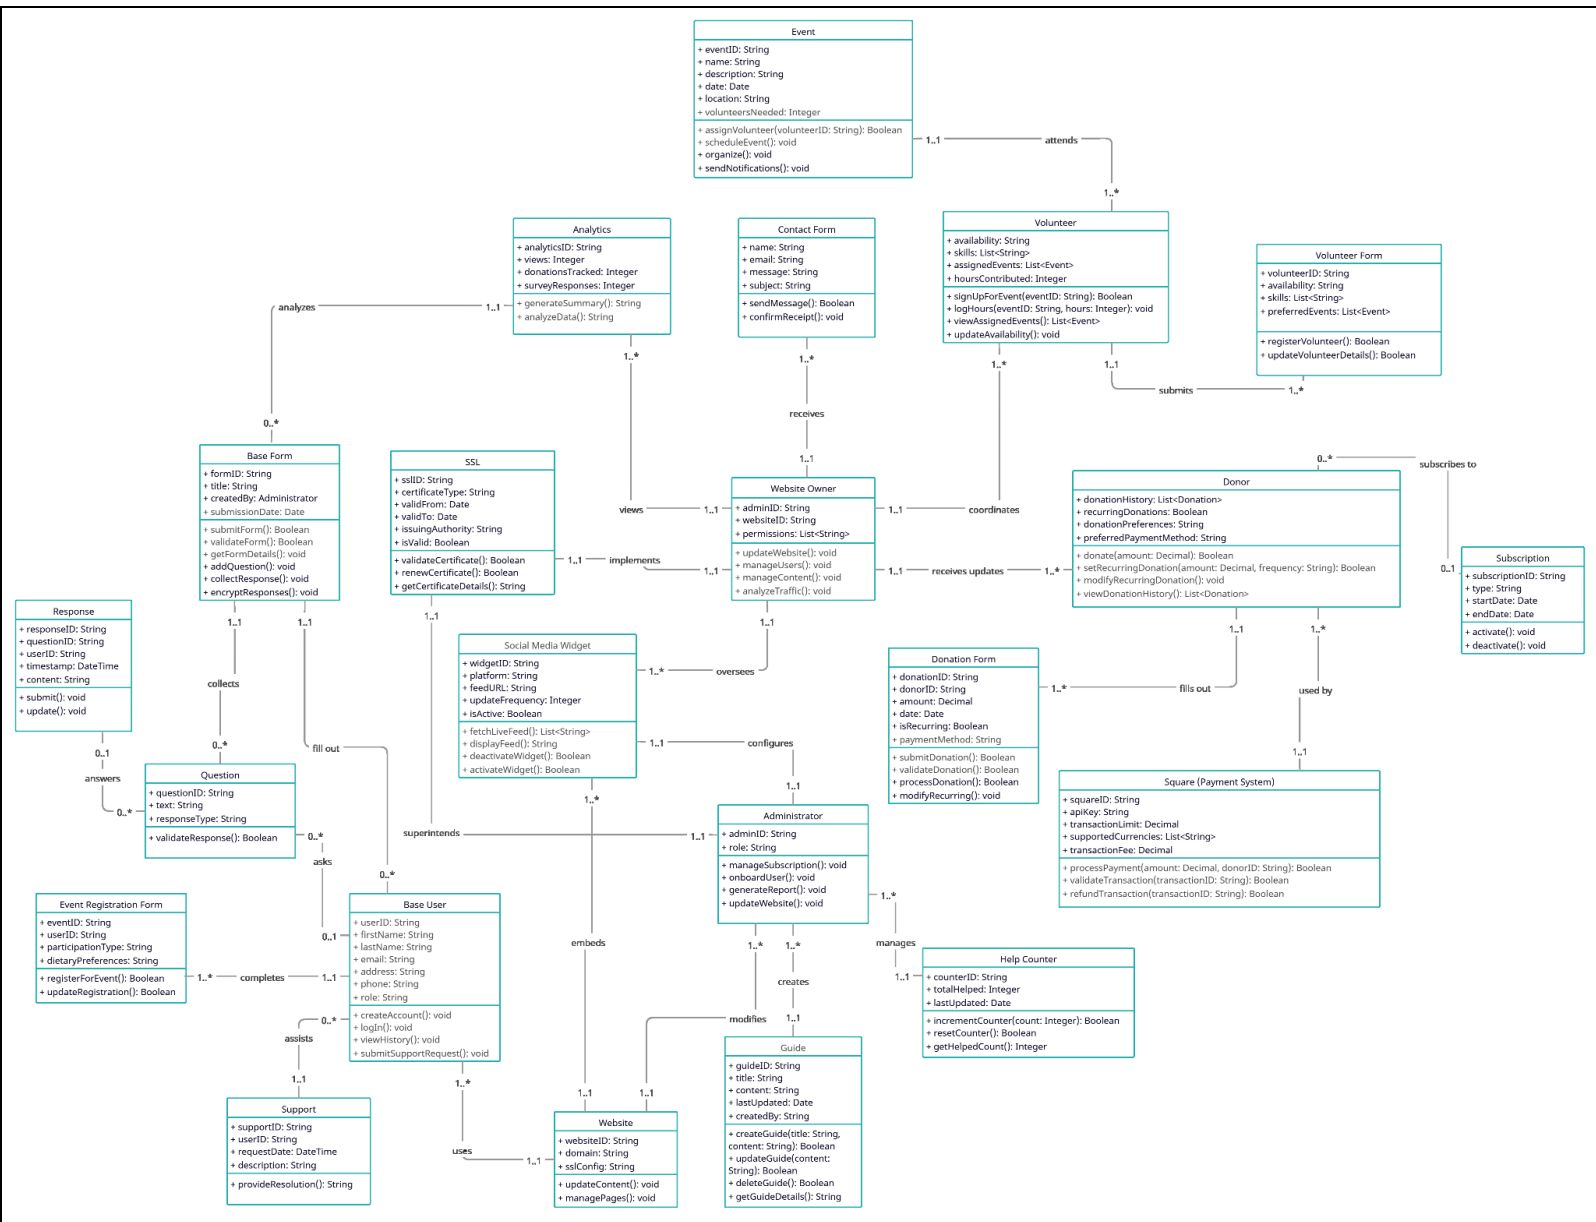 Event
+ eventID: String
+ name: String
+ description: String
+ date: Date
+ location: String
+ volunteersNeeded: Integer
+ assignVolunteer(volunteerID: String): Boolean
+ scheduleEvent(): void
+ organize(): void
+ sendNotifications(): void
1..1
attends
1..*
Analytics
+ analyticsID: String
+ views: Integer
+ donationsTracked: Integer
+ surveyResponses: Integer
+ generateSummary(): String
+ analyzeData(): String
1..1
analyzes
0..*
1..*
views
1..1
Contact Form
+ name: String
+ email: String
+ message: String
+ subject: String
+ sendMessage(): Boolean
+ confirmReceipt(): void
1..*
receives
1..1
Volunteer
+ availability: String
+ skills: List<String>
+ assignedEvents: List<Event>
+ hoursContributed: Integer
+ signUpForEvent(eventID: String): Boolean
+ logHours(eventID: String, hours: Integer): void
+ viewAssignedEvents(): List<Event>
+ updateAvailability(): void
1..*
coordinates
1..1
1..1
submits
1..*
Volunteer Form
+ volunteerID: String
+ availability: String
+ skills: List<String>
+ preferredEvents: List<Event>
+ registerVolunteer(): Boolean
+ updateVolunteerDetails(): Boolean
Base Form
+ formID: String
+ title: String
+ createdBy: Administrator
+ submissionDate: Date
+ submitForm(): Boolean
+ validateForm(): Boolean
+ getFormDetails(): void
+ addQuestion(): void
+ collectResponse(): void
+ encryptResponses(): void
1..1
collects
0..*
1..1
fill out
0..*
SSL
+ sslID: String
+ certificateType: String
+ validFrom: Date
+ validTo: Date
+ issuingAuthority: String
+ isValid: Boolean
+ validateCertificate(): Boolean
+ renewCertificate(): Boolean
+ getCertificateDetails(): String
1..1
implements
1..1
1..1
superintends
1..1
Website Owner
+ adminID: String
+ websiteID: String
+ permissions: List<String>
+ updateWebsite(): void
+ manageUsers(): void
+ manageContent(): void
+ analyzeTraffic(): void
1..1
receives updates
1..*
1..1
oversees
1..*
Donor
+ donationHistory: List<Donation>
+ recurringDonations: Boolean
+ donationPreferences: String
+ preferredPaymentMethod: String
+ donate(amount: Decimal): Boolean
+ setRecurringDonation(amount: Decimal, frequency: String): Boolean
+ modifyRecurringDonation(): void
+ viewDonationHistory(): List<Donation>
0..*
subscribes to
0..1
1..1
fills out
1..*
1..*
used by
1..1
Subscription
+ subscriptionID: String
+ type: String
+ startDate: Date
+ endDate: Date
+ activate(): void
+ deactivate(): void
Response
+ responseID: String
+ questionID: String
+ userID: String
+ timestamp: DateTime
+ content: String
+ submit(): void
+ update(): void
0..1
answers
0..*
Social Media Widget
+ widgetID: String
+ platform: String
+ feedURL: String
+ updateFrequency: Integer
+ isActive: Boolean
+ fetchLiveFeed(): List<String>
+ displayFeed(): String
+ deactivateWidget(): Boolean
+ activateWidget(): Boolean
1..1
configures
1..1
1..*
embeds
1..1
Donation Form
+ donationID: String
+ donorID: String
+ amount: Decimal
+ date: Date
+ isRecurring: Boolean
+ paymentMethod: String
+ submitDonation(): Boolean
+ validateDonation(): Boolean
+ processDonation(): Boolean
+ modifyRecurring(): void
Question
+ questionID: String
+ text: String
+ responseType: String
+ validateResponse(): Boolean
0..*
asks
0..1
Square (Payment System)
+ squareID: String
+ apiKey: String
+ transactionLimit: Decimal
+ supportedCurrencies: List<String>
+ transactionFee: Decimal
+ processPayment(amount: Decimal, donorID: String): Boolean
+ validateTransaction(transactionID: String): Boolean
+ refundTransaction(transactionID: String): Boolean
Administrator
+ adminID: String
+ role: String
+ manageSubscription(): void
+ onboardUser(): void
+ generateReport(): void
+ updateWebsite(): void
1..*
manages
1..1
1..*
modifies
1..1
1..*
creates
1..1
Event Registration Form
+ eventID: String
+ userID: String
+ participationType: String
+ dietaryPreferences: String
+ registerForEvent(): Boolean
+ updateRegistration(): Boolean
1..*
completes
1..1
Base User
+ userID: String
+ firstName: String
+ lastName: String
+ email: String
+ address: String
+ phone: String
+ role: String
+ createAccount(): void
+ logIn(): void
+ viewHistory(): void
+ submitSupportRequest(): void
0..*
assists
1..1
1..*
uses
1..1
Help Counter
+ counterID: String
+ totalHelped: Integer
+ lastUpdated: Date
+ incrementCounter(count: Integer): Boolean
+ resetCounter(): Boolean
+ getHelpedCount(): Integer
Guide
+ guideID: String
+ title: String
+ content: String
+ lastUpdated: Date
+ createdBy: String
+ createGuide(title: String,
content: String): Boolean
+ updateGuide(content:
String): Boolean
+ deleteGuide(): Boolean
+ getGuideDetails(): String
Support
+ supportID: String
+ userID: String
+ requestDate: DateTime
+ description: String
+ provideResolution(): String
Website
+ websiteID: String
+ domain: String
+ sslConfig: String
+ updateContent(): void
+ managePages(): void